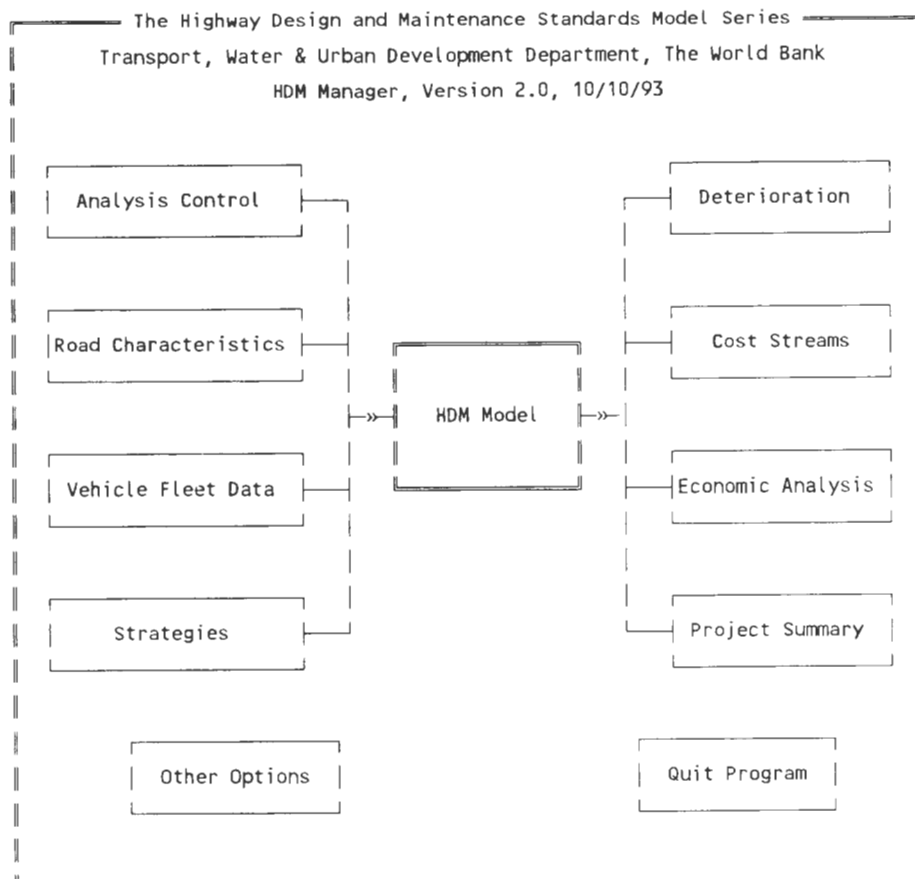 The Highway Design and Maintenance Standards Model Series
Transport, Water & Urban Development Department, The World Bank
HDM Manager, Version 2.0, 10/10/93
Analysis Control
Road Characteristics
Vehicle Fleet Data
Strategies
HDM Model
Deterioration
Cost Streams
Economic Analysis
Project Summary
Other Options
Quit Program